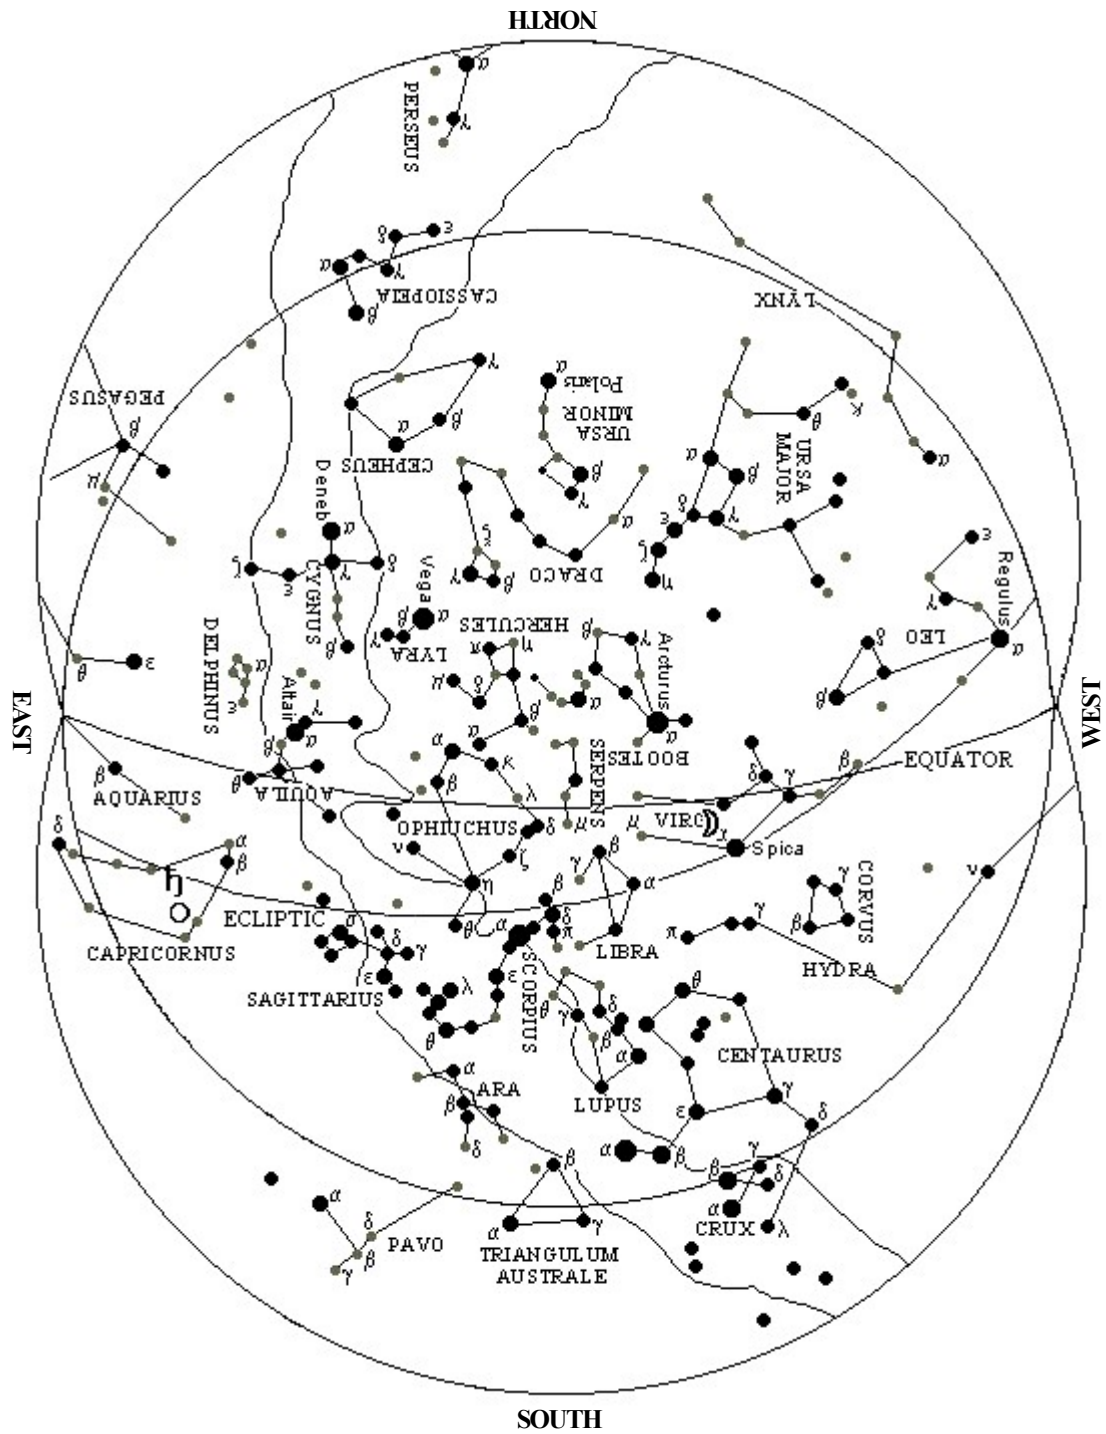 NORTH
α
PERSEUS
γ
δ
ε
α
γ
CASSIOPEIA
β
LYNX
γ
PEGASUS
α
Polaris
URSA
MINOR
κ
θ
β
α
β
CEPHEUS
μ
URSA
MAJOR
α
β
β
γ
Deneb
α
ζ
α
δ
γ
ε
ζ
η
ε
Regulus
ζ
ε
γ
δ
CYGNUS
γ
β
DRACO
γ
Vega
α
β
γ
β
LYRA
HERCULES
π
η
β
γ
Arcturus
δ
LEO
α
DELPHINUS
θ
ε
α
ε
μ
δ
α
β
EAST
WEST
Altair
α
β
β
α
α
BOOTES
θ
AQUILA
α
β
κ
λ
SERPENS
δ
γ
β
EQUATOR
β
AQUARIUS
OPHIUCHUS
δ
μ
μ
VIRGO
γ
Spica
δ
α
β
ν
ζ
η
γ
β
α
CORVUS
γ
β
ν
ECLIPTIC
θ
α
β
δ
π
LIBRA
π
γ
HYDRA
CAPRICORNUS
σ
δ
γ
ε
SAGITTARIUS
λ
θ
ε
SCORPIUS
θ
γ
δ
β
α
θ
CENTAURUS
α
ARA
β
δ
LUPUS
ε
γ
δ
α
β
β
β
γ
δ
α
CRUX
λ
α
δ
β
γ
PAVO
α
γ
TRIANGULUM
AUSTRALE
SOUTH